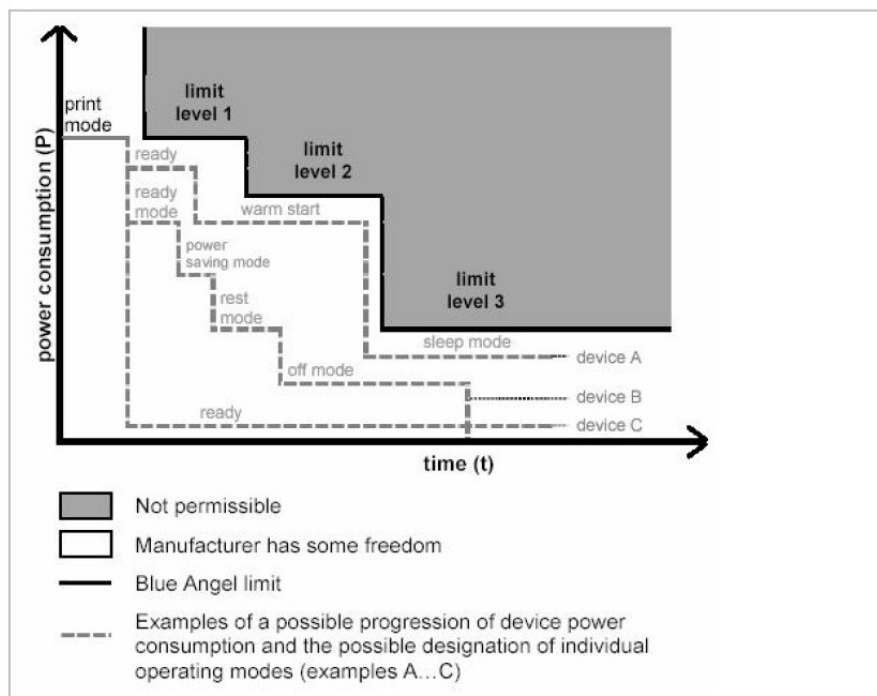 power consumption (P)
print
mode
limit
level 1
limit
level 2
limit
level 3
ready
ready
mode
warm start
power
saving mode
rest
mode
off mode
sleep mode
ready
device A
device B
device C
time (t)
Not permissible
Manufacturer has some freedom
Blue Angel limit
Examples of a possible progression of device power
consumption and the possible designation of individual
operating modes (examples A...C)